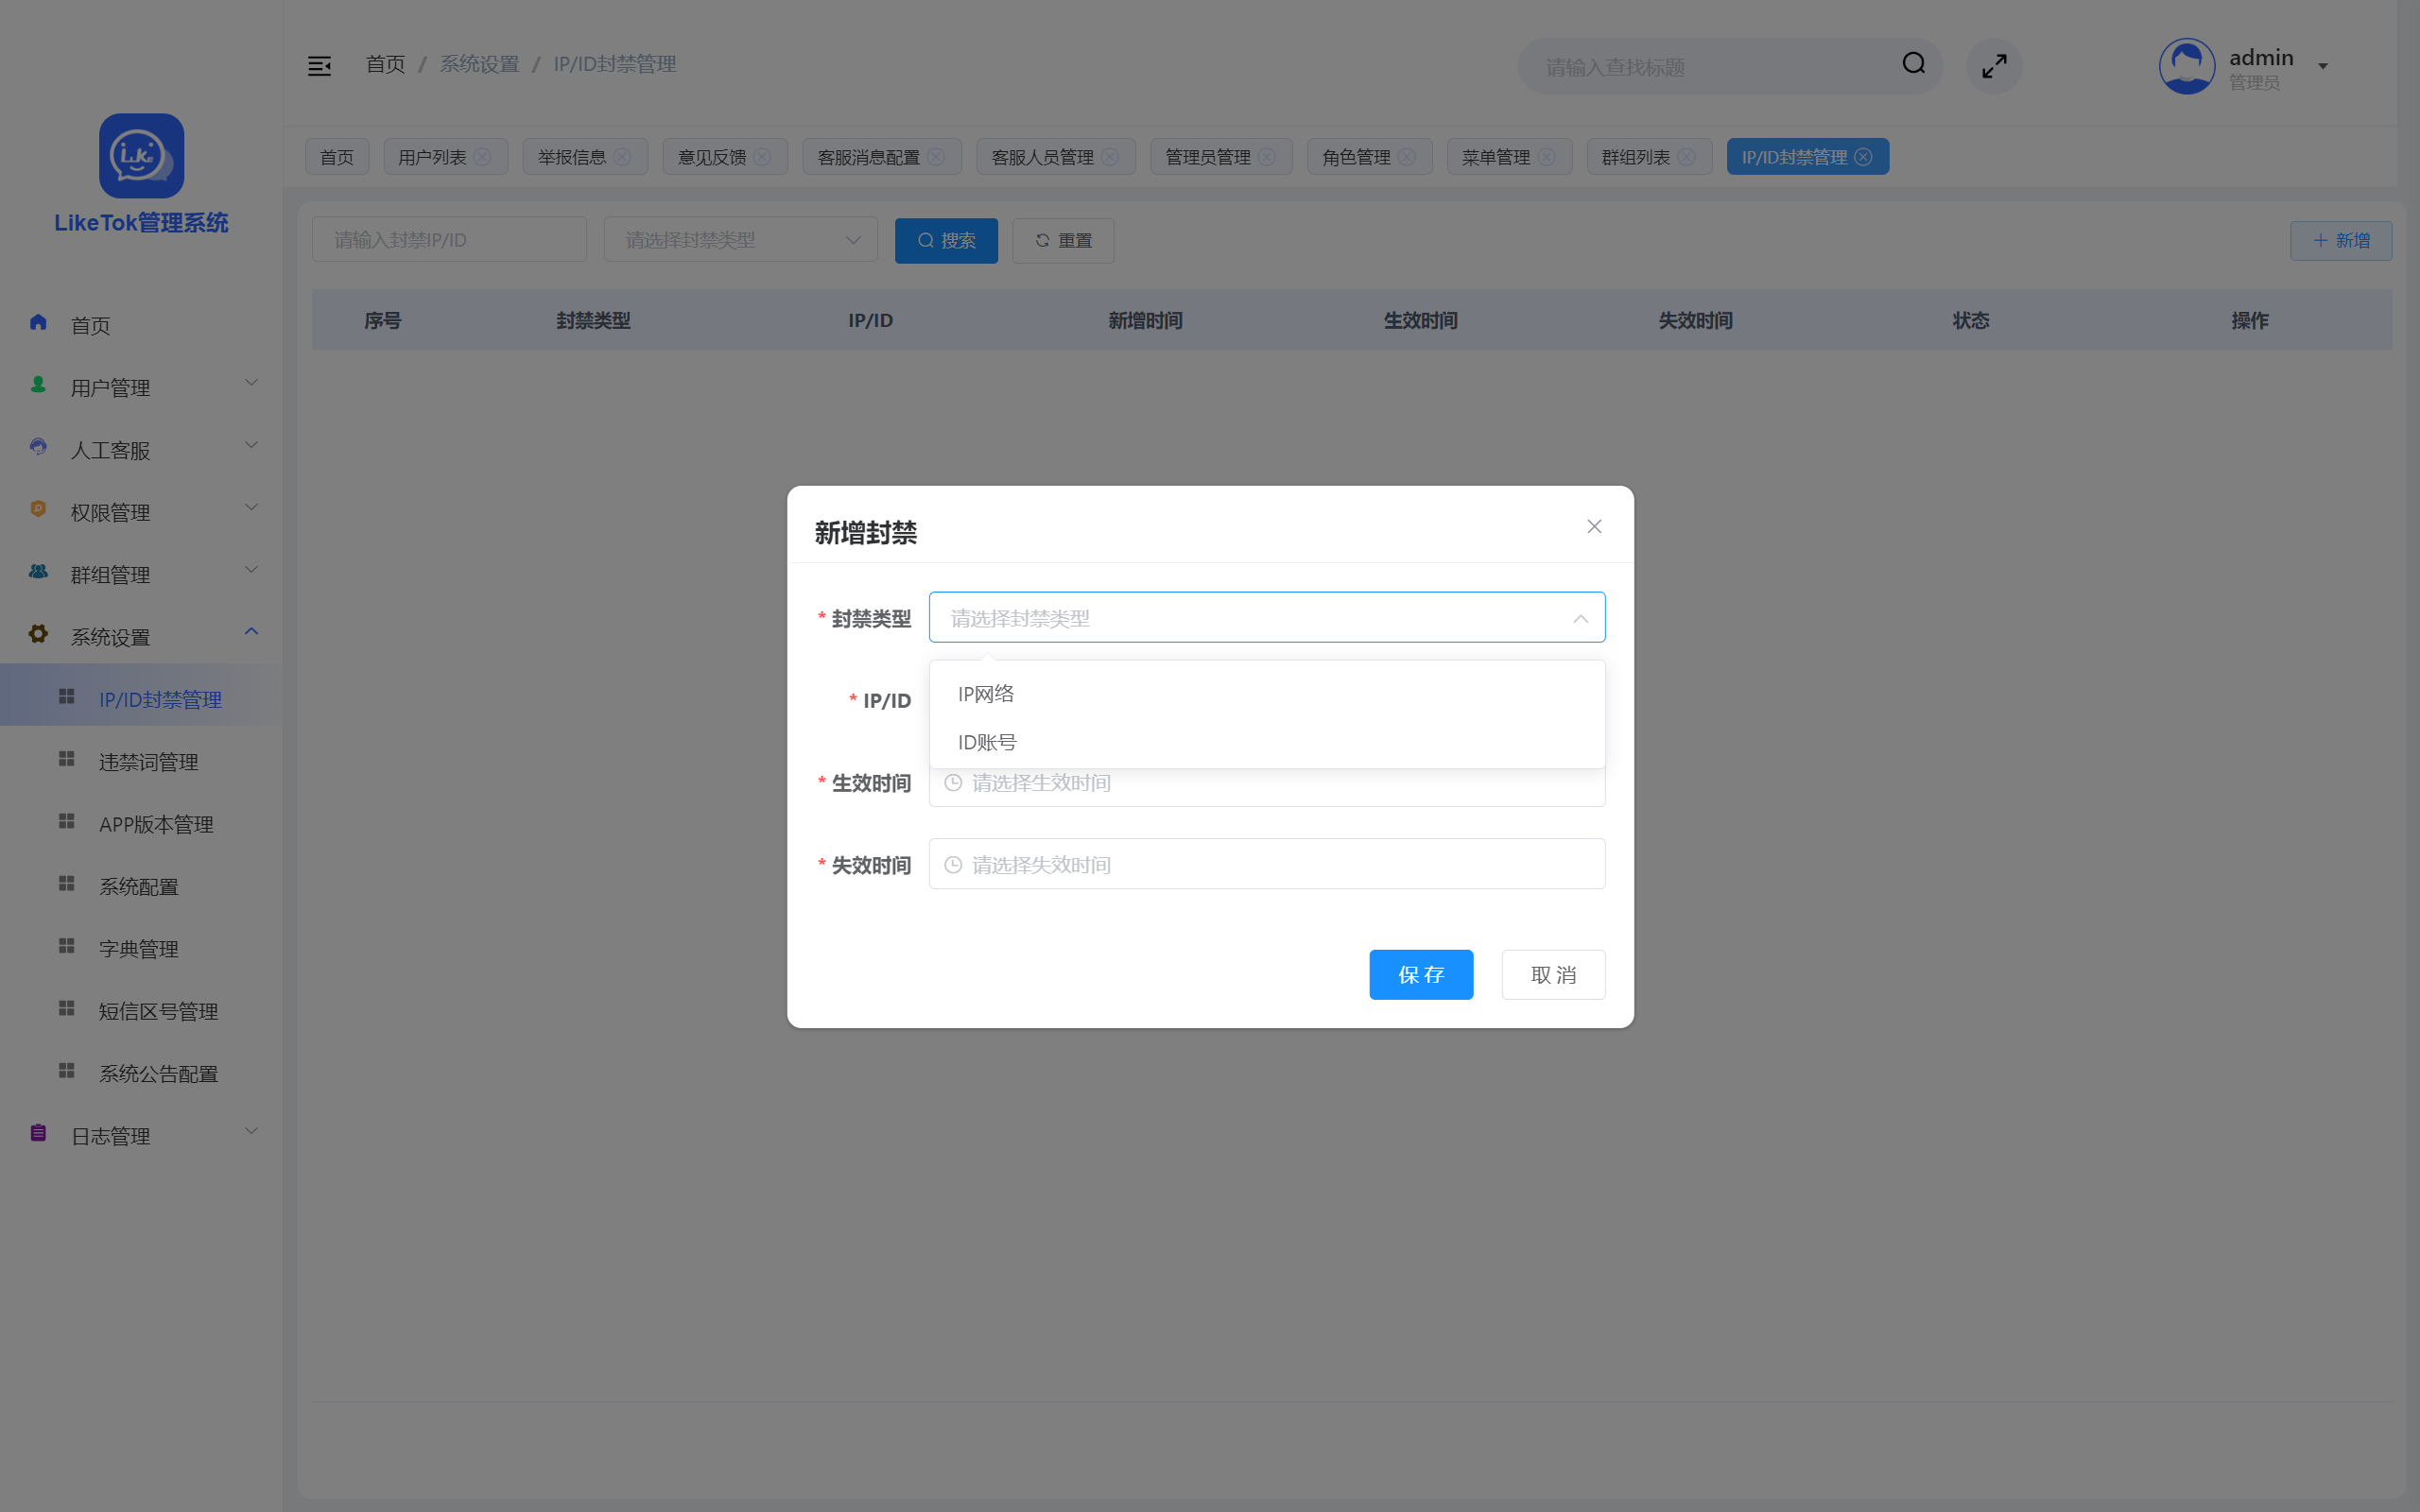 首页 / 系统设置 / IP/ID封禁管理
请输入查找标题
admin
管理员
Like
LikeTok管理系统
首页
用户列表
举报信息
意见反馈
客服消息配置
客服人员管理
管理员管理
角色管理
菜单管理
群组列表
IP/ID封禁管理
请输入封禁IP/ID
请选择封禁类型
搜索
重置
新增
序号
封禁类型
IP/ID
新增时间
生效时间
失效时间
状态
操作
首页
用户管理
人工客服
权限管理
群组管理
系统设置
IP/ID封禁管理
违禁词管理
APP版本管理
系统配置
字典管理
短信区号管理
系统公告配置
日志管理
新增封禁
* 封禁类型
请选择封禁类型
* IP/ID
IP网络
ID账号
* 生效时间
请选择生效时间
* 失效时间
请选择失效时间
保存
取消